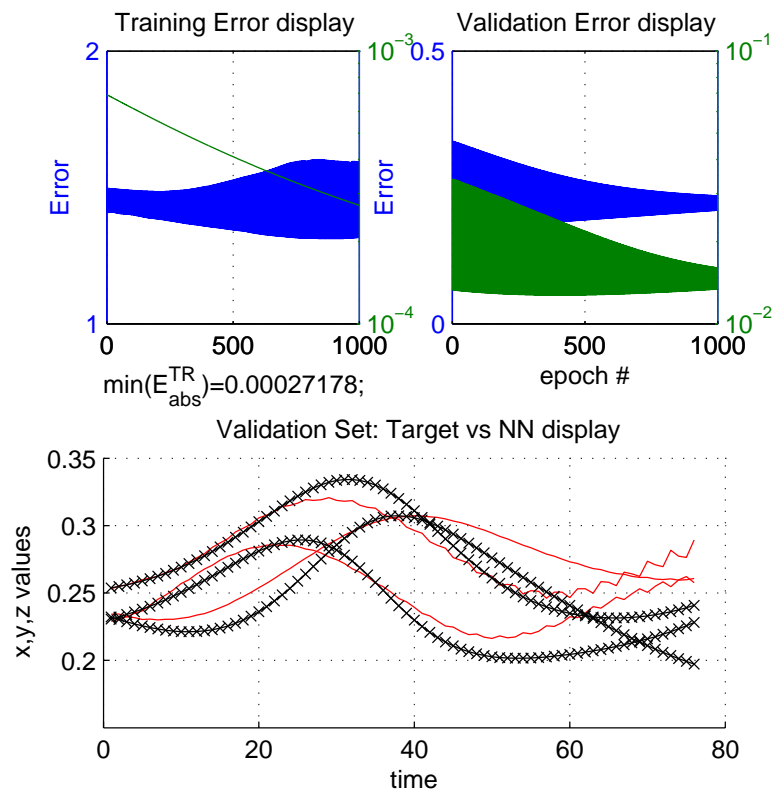 Training Error display
Validation Error display
2
10^−3
0.5
10^−1
Error
Error
1
10^−4
0
10^−2
0
500
1000
0
500
1000
min(E_abs^TR)=0.00027178;
epoch #
Validation Set: Target vs NN display
0.35
0.3
0.25
0.2
x,y,z values
0
20
40
60
80
time